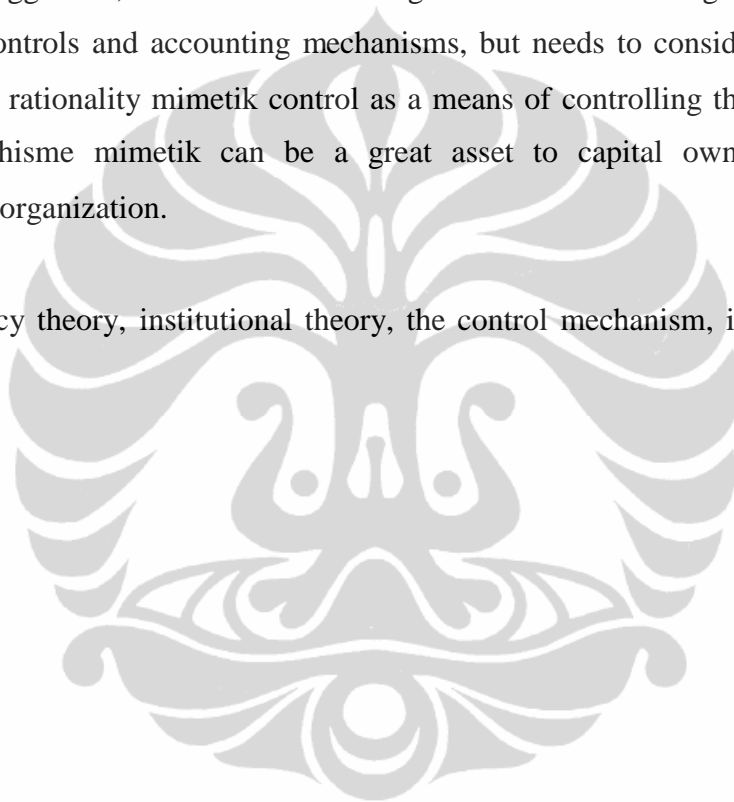 controls and accounting mechanisms, but needs to consid
rationality mimetik control as a means of controlling th
hisme mimetik can be a great asset to capital own
organization.
cy theory, institutional theory, the control mechanism, i